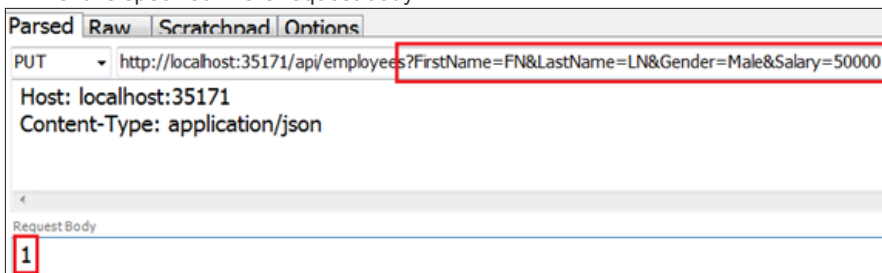 Parsed Raw Scratchpad Options
PUT http://localhost:35171/api/employees?FirstName=FN&LastName=LN&Gender=Male&Salary=50000
Host: localhost:35171
Content-Type: application/json
Request Body
1